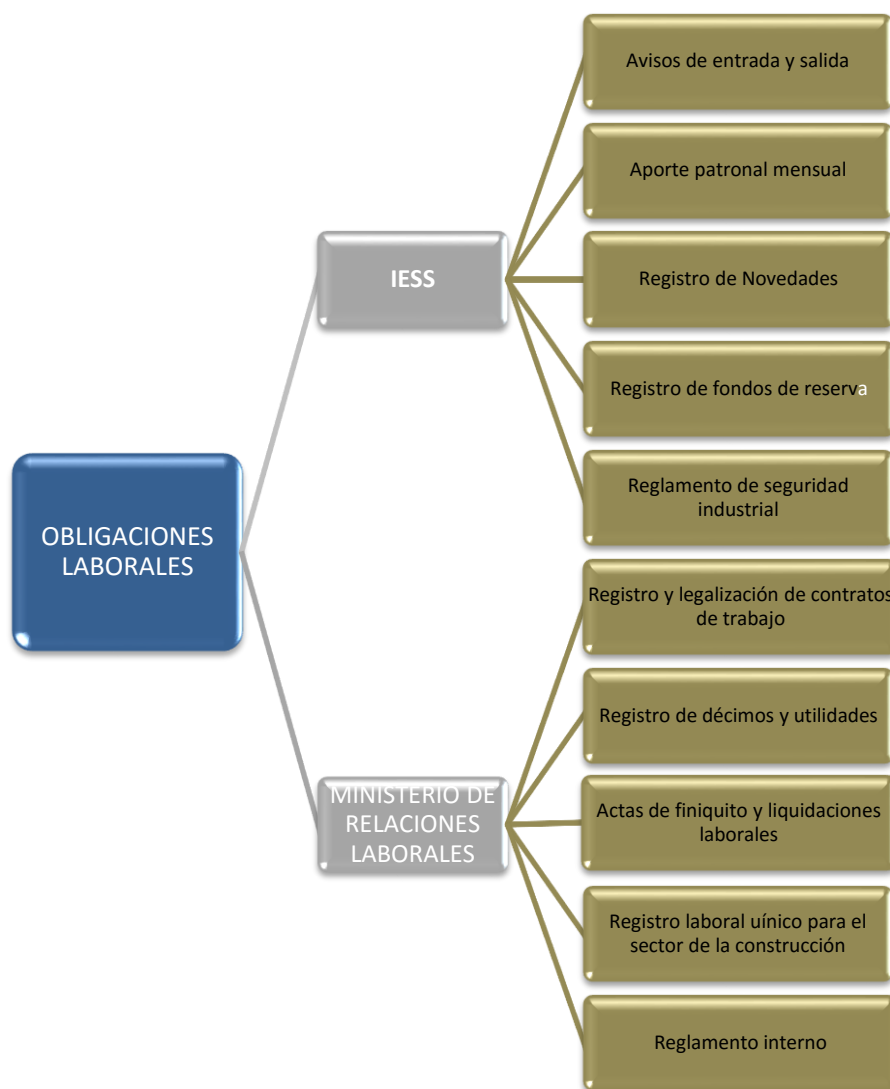 Avisos de entrada y salida
Aporte patronal mensual
IESS
Registro de Novedades
Registro de fondos de reserva
Reglamento de seguridad
industrial
OBLIGACIONES
LABORALES
Registro y legalización de contratos
de trabajo
Registro de décimos y utilidades
MINISTERIO DE
RELACIONES
LABORALES
Actas de finiquito y liquidaciones
laborales
Registro laboral uínico para el
sector de la construcción
Reglamento interno